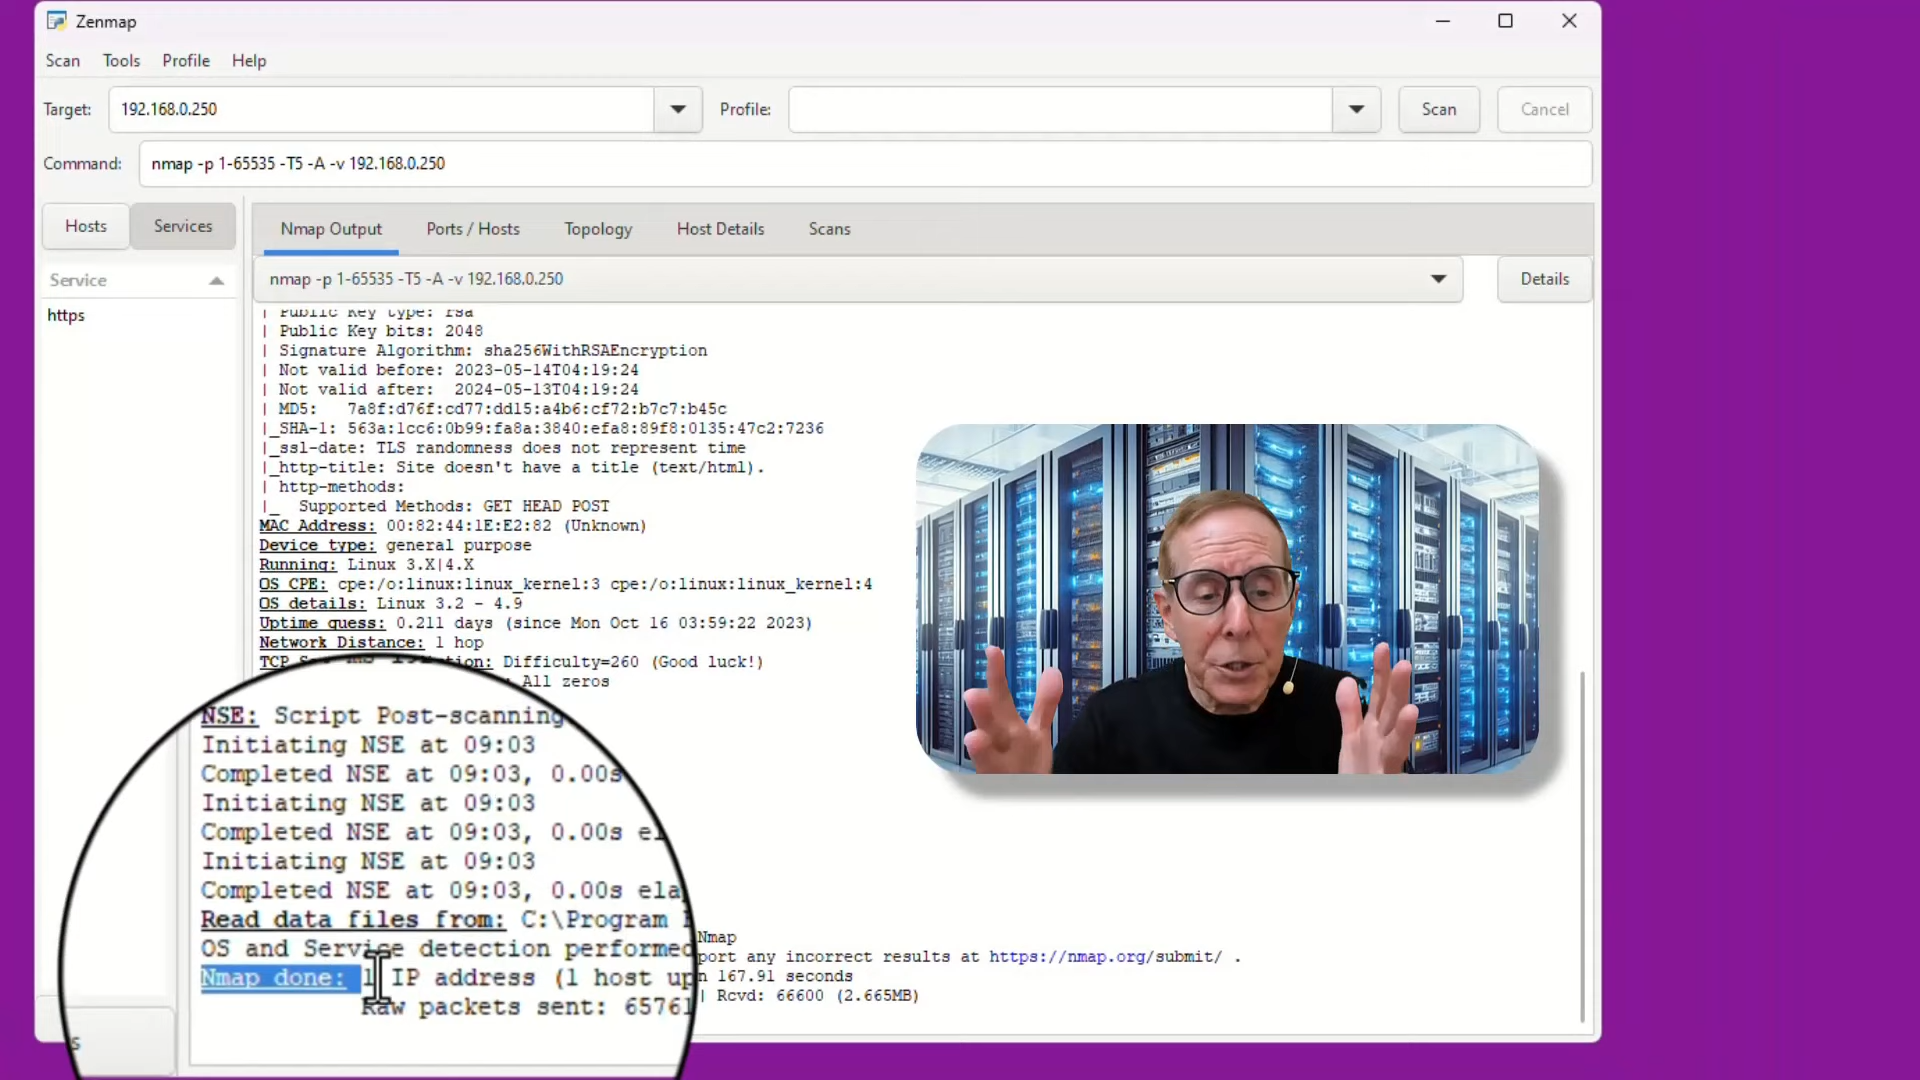 Zenmap
Scan Tools Profile Help
Target: 192.168.0.250 Profile: Scan Cancel
Command: nmap -p 1-65535 -T5 -A -v 192.168.0.250
Hosts Services
Nmap Output Ports / Hosts Topology Host Details Scans
Service
nmap -p 1-65535 -T5 -A -v 192.168.0.250 Details
https
| Public Key type: rsa
| Public Key bits: 2048
| Signature Algorithm: sha256WithRSAEncryption
| Not valid before: 2023-05-14T04:19:24
| Not valid after:  2024-05-13T04:19:24
| MD5:   7a8f:d76f:cd77:dd15:a4b6:cf72:b7c7:b45c
|_SHA-1: 563a:1cc6:0b99:fa8a:3840:efa8:89f8:0135:47c2:7236
|_ssl-date: TLS randomness does not represent time
|_http-title: Site doesn't have a title (text/html).
| http-methods:
|_  Supported Methods: GET HEAD POST
MAC Address: 00:82:44:1E:E2:82 (Unknown)
Device type: general purpose
Running: Linux 3.X|4.X
OS CPE: cpe:/o:linux:linux_kernel:3 cpe:/o:linux:linux_kernel:4
OS details: Linux 3.2 - 4.9
Uptime guess: 0.211 days (since Mon Oct 16 03:59:22 2023)
Network Distance: 1 hop
TCP Difficulty=260 (Good luck!)
All zeros
NSE: Script Post-scanning
Initiating NSE at 09:03
Completed NSE at 09:03, 0.00s
Initiating NSE at 09:03
Completed NSE at 09:03, 0.00s el
Initiating NSE at 09:03
Completed NSE at 09:03, 0.00s ela
Read data files from: C:\Program
Nmap
OS and Service detection performed
port any incorrect results at https://nmap.org/submit/ .
Nmap done: 1 IP address (1 host up
n 167.91 seconds
Raw packets sent: 65761
| Rcvd: 66600 (2.665MB)
s